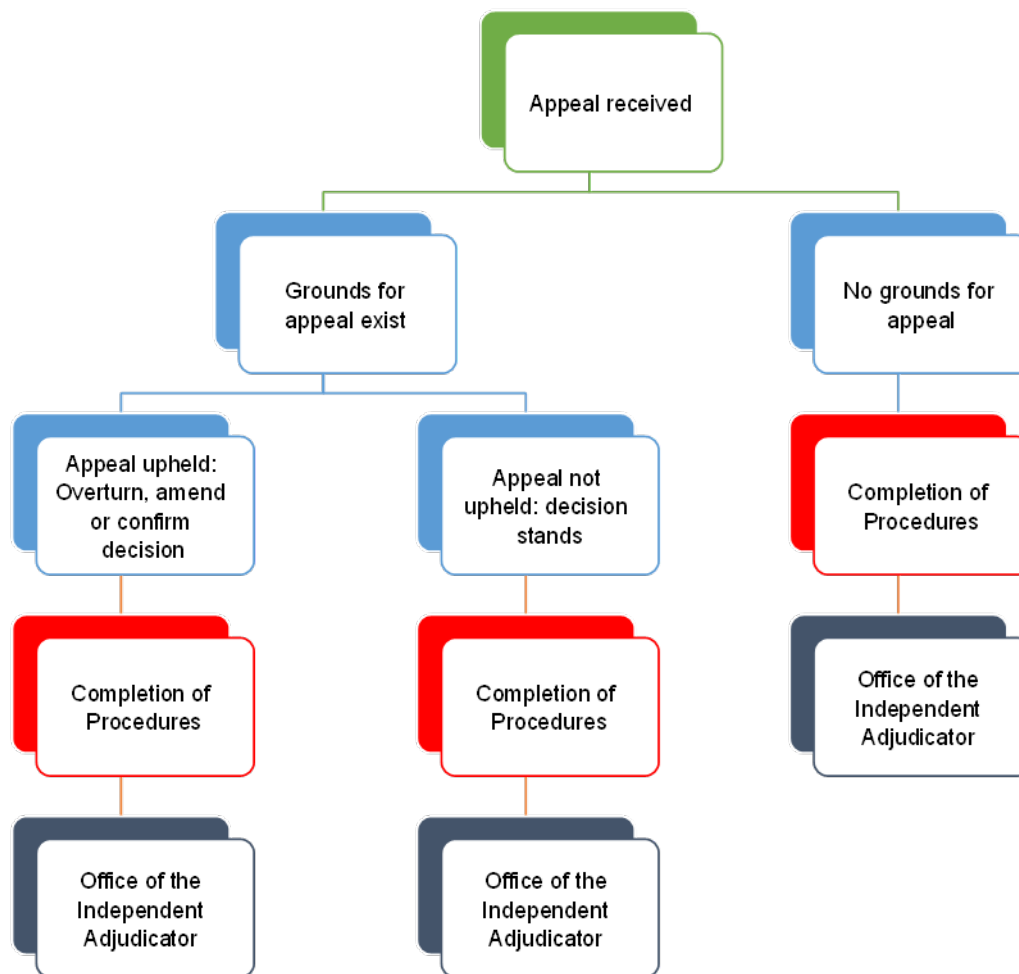 Appeal received
Grounds for
appeal exist
No grounds for
appeal
Appeal upheld:
Overturn, amend
or confirm
decision
Appeal not
upheld: decision
stands
Completion of
Procedures
Completion of
Procedures
Completion of
Procedures
Office of the
Independent
Adjudicator
Office of the
Independent
Adjudicator
Office of the
Independent
Adjudicator